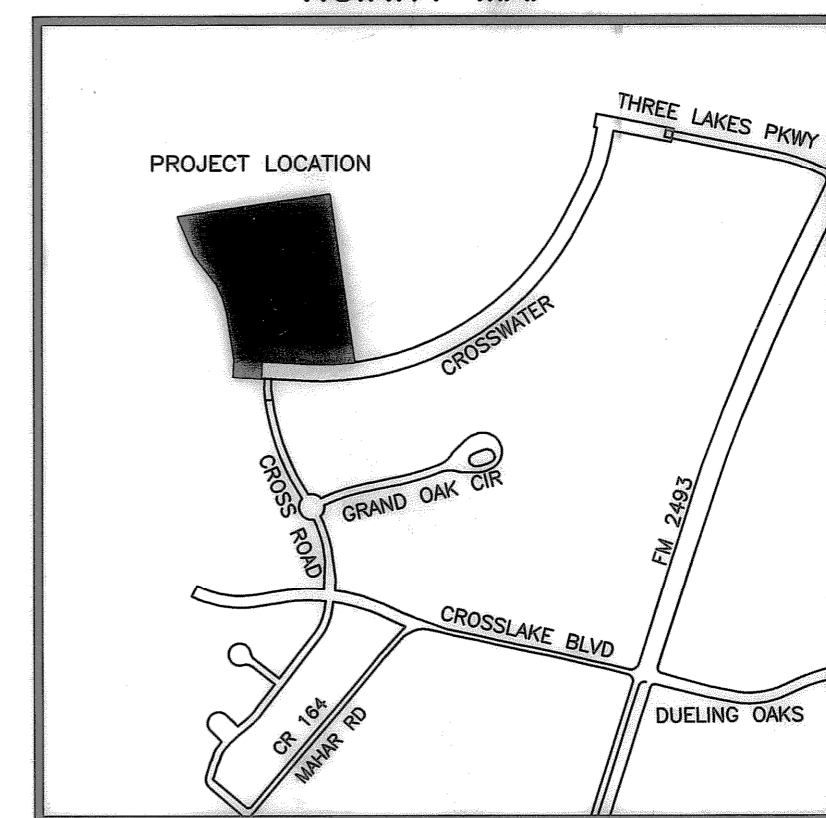 THREE LAKES PKWY
PROJECT LOCATION
CROSSWATER
CROSS ROAD
GRAND OAK CIR
FM 2493
CROSSLAKE BLVD
CR 164
MAHAR RD
DUELING OAKS